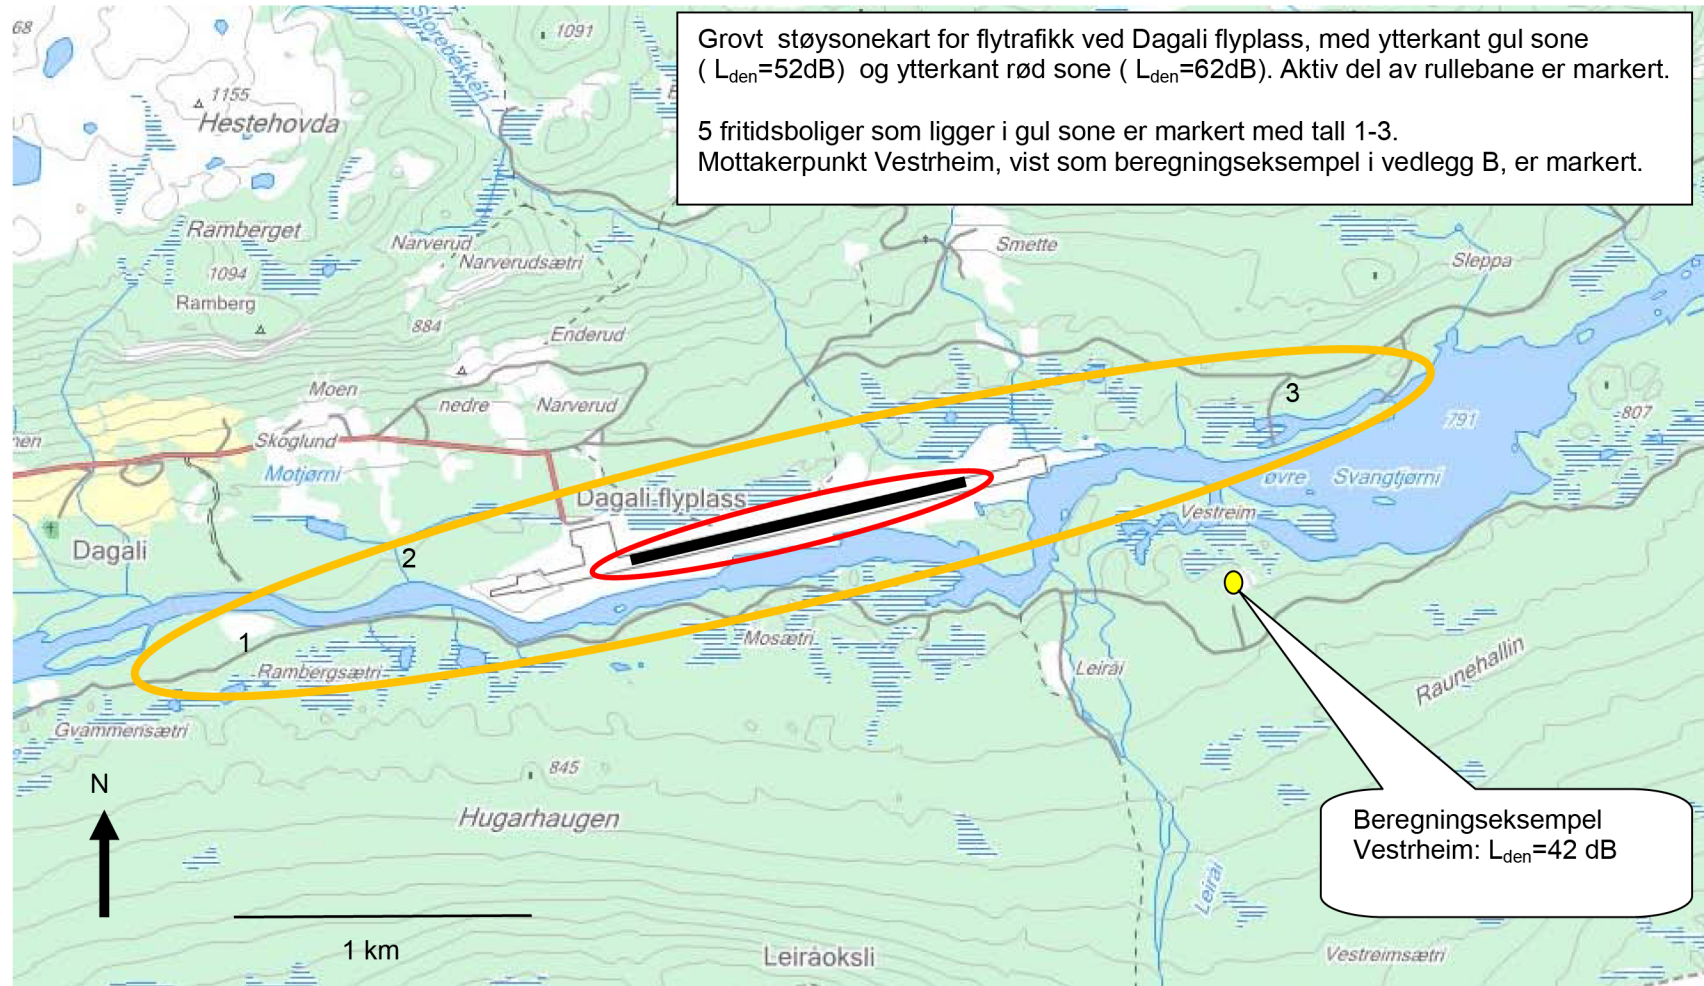 Grovt støysonekart for flytrafikk ved Dagali flyplass, med ytterkant gul sone
( Lden=52dB) og ytterkant rød sone ( Lden=62dB). Aktiv del av rullebane er markert.
5 fritidsboliger som ligger i gul sone er markert med tall 1-3.
Mottakerpunkt Vestrheim, vist som beregningseksempel i vedlegg B, er markert.
68
1091
Storebekken
1155
Hestehovda
Ramberget
Narverud
Narverudsætri
1094
Ramberg
884
Enderud
Smette
Sleppa
Moen
nedre Narverud
3
807
791
Skoglund
Motjørni
øvre Svangtjørni
Dagali flyplass
Vestreim
Dagali
2
1
Rambergsætri
Mosætri
Leiråi
Raunehallin
Gvammensætri
845
N
Hugarhaugen
Beregningseksempel
Vestrheim: Lden=42 dB
Leiråi
1 km
Leiråoksli
Vestreimsætri